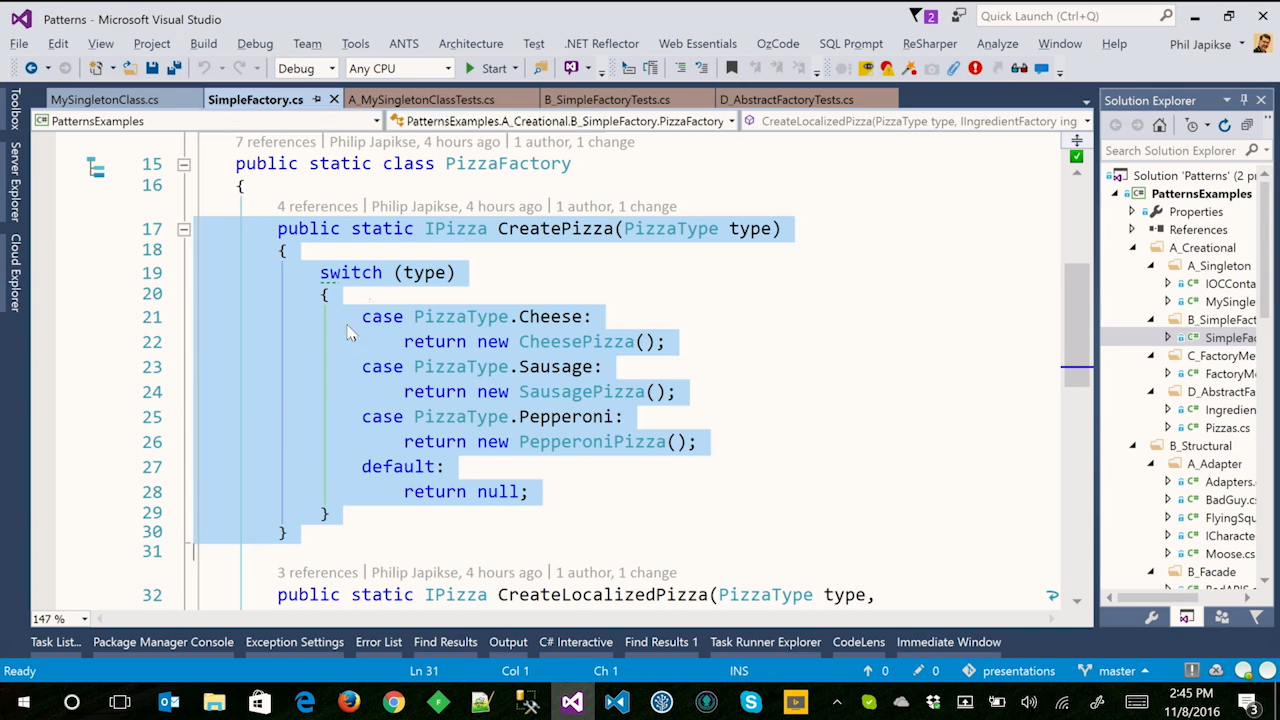 Patterns - Microsoft Visual Studio
2
Quick Launch (Ctrl+Q)
File Edit View Project Build Debug Team Tools ANTS Architecture Test .NET Reflector Web Essentials OzCode SQL Prompt ReSharper Analyze Window Help Phil Japikse
Debug Any CPU Start
MySingletonClass.cs SimpleFactory.cs A_MySingletonClassTests.cs B_SimpleFactoryTests.cs D_AbstractFactoryTests.cs
PatternsExamples PatternsExamples.A_Creational.B_SimpleFactory.PizzaFactory CreateLocalizedPizza(PizzaType type, IIngredientFactory ing
Toolbox
Server Explorer
Cloud Explorer
7 references | Philip Japikse, 4 hours ago | 1 author, 1 change
15 public static class PizzaFactory
16 {
4 references | Philip Japikse, 4 hours ago | 1 author, 1 change
17 public static IPizza CreatePizza(PizzaType type)
18 {
19 switch (type)
20 {
21 case PizzaType.Cheese:
22 return new CheesePizza();
23 case PizzaType.Sausage:
24 return new SausagePizza();
25 case PizzaType.Pepperoni:
26 return new PepperoniPizza();
27 default:
28 return null;
29 }
30 }
31
3 references | Philip Japikse, 4 hours ago | 1 author, 1 change
32 public static IPizza CreateLocalizedPizza(PizzaType type,
147 %
Solution Explorer
Search Solution Explorer
Solution 'Patterns' (2 p
PatternsExamples
Properties
References
A_Creational
A_Singleton
IOCConta
MySingle
B_SimpleFact
SimpleFac
C_FactoryMe
FactoryM
D_AbstractFa
Ingredien
Pizzas.cs
B_Structural
A_Adapter
Adapters.
BadGuy.c
FlyingSqu
ICharacte
Moose.cs
B_Facade
Task List... Package Manager Console Exception Settings Error List Find Results Output C# Interactive Find Results 1 Task Runner Explorer CodeLens Immediate Window
Ready Ln 31 Col 1 Ch 1 INS 0 0 presentations master
2:45 PM
11/8/2016
3